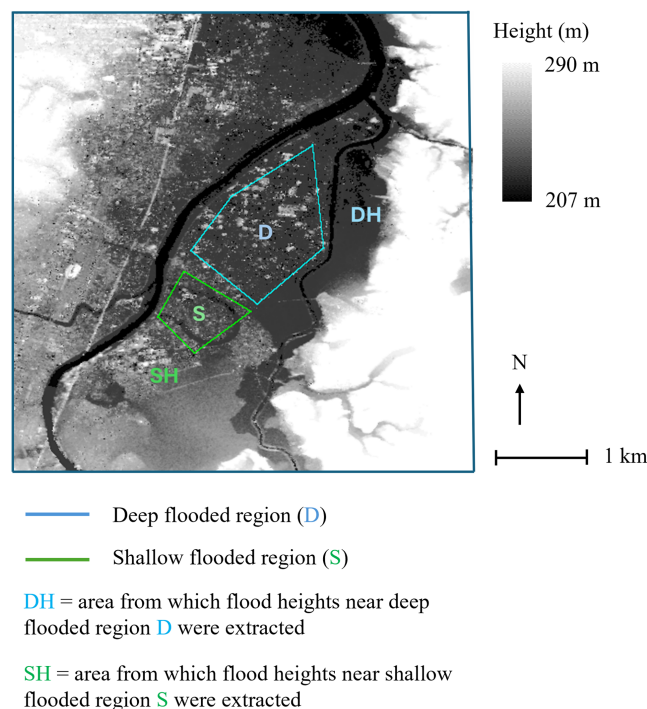 Height (m)
290 m
207 m
DH
D
S
SH
N
1 km
Deep flooded region (D)
Shallow flooded region (S)
DH = area from which flood heights near deep
flooded region D were extracted
SH = area from which flood heights near shallow
flooded region S were extracted